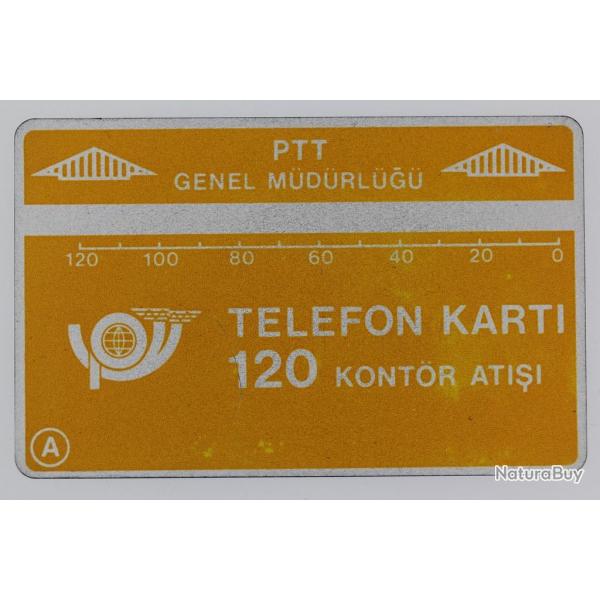 PTT
GENEL MÜDÜRLÜĞÜ
120 100 80 60 40 20 0
TELEFON KARTI
120 KONTÖR ATIŞI
A
NaturaBuy